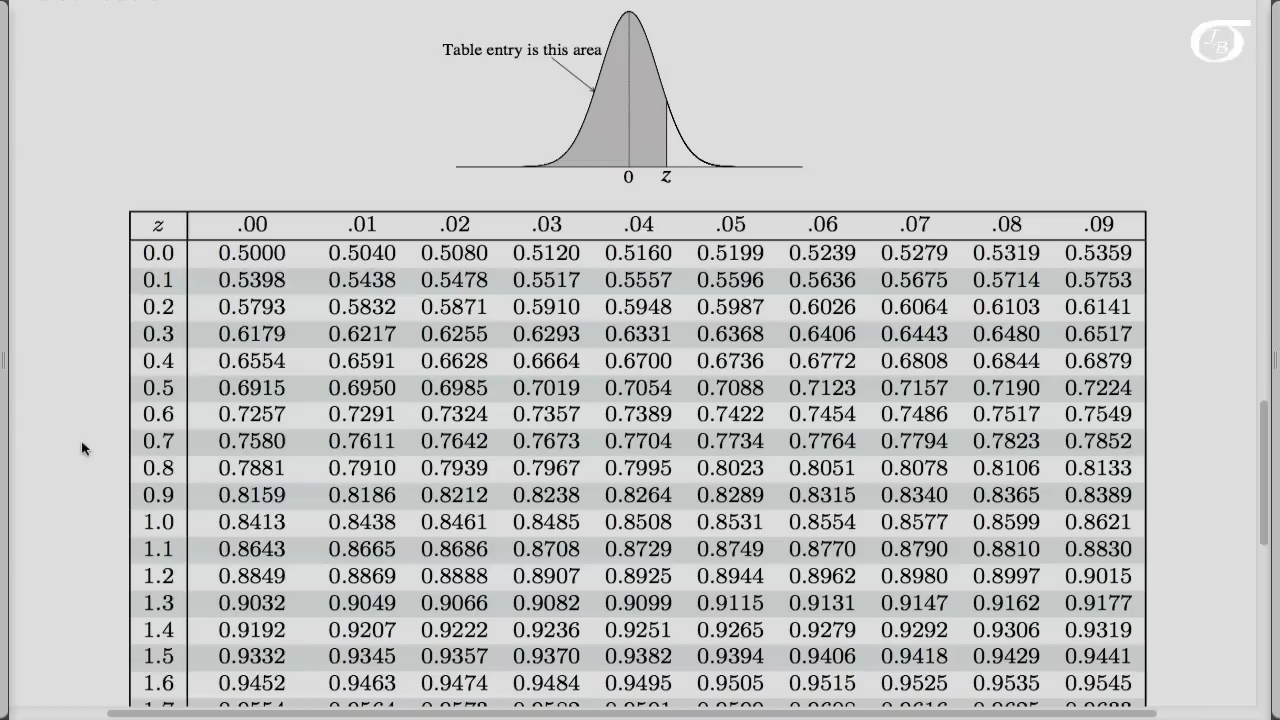 Table entry is this area
JB
0 z
z .00 .01 .02 .03 .04 .05 .06 .07 .08 .09
0.0 0.5000 0.5040 0.5080 0.5120 0.5160 0.5199 0.5239 0.5279 0.5319 0.5359
0.1 0.5398 0.5438 0.5478 0.5517 0.5557 0.5596 0.5636 0.5675 0.5714 0.5753
0.2 0.5793 0.5832 0.5871 0.5910 0.5948 0.5987 0.6026 0.6064 0.6103 0.6141
0.3 0.6179 0.6217 0.6255 0.6293 0.6331 0.6368 0.6406 0.6443 0.6480 0.6517
0.4 0.6554 0.6591 0.6628 0.6664 0.6700 0.6736 0.6772 0.6808 0.6844 0.6879
0.5 0.6915 0.6950 0.6985 0.7019 0.7054 0.7088 0.7123 0.7157 0.7190 0.7224
0.6 0.7257 0.7291 0.7324 0.7357 0.7389 0.7422 0.7454 0.7486 0.7517 0.7549
0.7 0.7580 0.7611 0.7642 0.7673 0.7704 0.7734 0.7764 0.7794 0.7823 0.7852
0.8 0.7881 0.7910 0.7939 0.7967 0.7995 0.8023 0.8051 0.8078 0.8106 0.8133
0.9 0.8159 0.8186 0.8212 0.8238 0.8264 0.8289 0.8315 0.8340 0.8365 0.8389
1.0 0.8413 0.8438 0.8461 0.8485 0.8508 0.8531 0.8554 0.8577 0.8599 0.8621
1.1 0.8643 0.8665 0.8686 0.8708 0.8729 0.8749 0.8770 0.8790 0.8810 0.8830
1.2 0.8849 0.8869 0.8888 0.8907 0.8925 0.8944 0.8962 0.8980 0.8997 0.9015
1.3 0.9032 0.9049 0.9066 0.9082 0.9099 0.9115 0.9131 0.9147 0.9162 0.9177
1.4 0.9192 0.9207 0.9222 0.9236 0.9251 0.9265 0.9279 0.9292 0.9306 0.9319
1.5 0.9332 0.9345 0.9357 0.9370 0.9382 0.9394 0.9406 0.9418 0.9429 0.9441
1.6 0.9452 0.9463 0.9474 0.9484 0.9495 0.9505 0.9515 0.9525 0.9535 0.9545